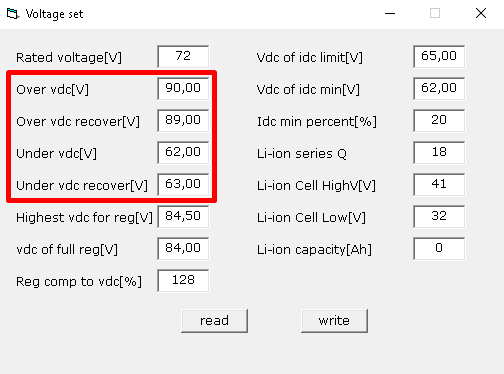 Voltage set
Rated voltage[V] 72 Vdc of idc limit[V] 65,00
Over vdc[V] 90,00 Vdc of idc min[V] 62,00
Over vdc recover[V] 89,00 Idc min percent[%] 20
Under vdc[V] 62,00 Li-ion series Q 18
Under vdc recover[V] 63,00 Li-ion Cell HighV[V] 41
Highest vdc for reg[V] 84,50 Li-ion Cell Low[V] 32
vdc of full reg[V] 84,00 Li-ion capacity[Ah] 0
Reg comp to vdc[%] 128
read write